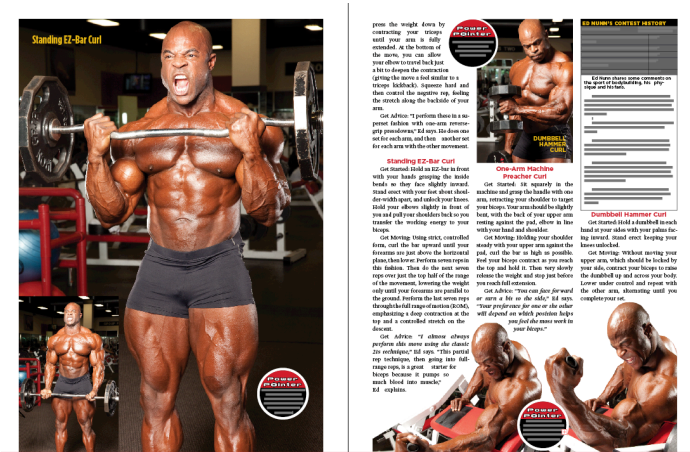 Standing EZ-Bar Curl
Power
POinter
press the weight down by
contracting your triceps
until your arm is fully
extended. At the bottom of
the move, you can allow
your elbow to travel back just
a bit to deepen the contraction
(giving the move a feel similar to a
triceps kickback). Squeeze hard and
then control the negative rep, feeling
the stretch along the backside of your
arm.
Get Advice: "I perform these in a su-
perset fashion with one-arm reverse-
grip pressdowns," Ed says. He does one
set for each arm, and then another set
for each arm with the other movement.
Standing EZ-Bar Curl
Get Started: Hold an EZ-bar in front
with your hands grasping the inside
bends so they face slightly inward.
Stand erect with your feet about shoul-
der-width apart, and unlock your knees.
Hold your elbows slightly in front of
you and pull your shoulders back so you
transfer the working energy to your
biceps.
Get Moving: Using strict, controlled
form, curl the bar upward until your
forearms are just above the horizontal
plane, then lower. Perform seven reps in
this fashion. Then do the next seven
reps over just the top half of the range
of the movement, lowering the weight
only until your forearms are parallel to
the ground. Perform the last seven reps
through the full range of motion (ROM),
emphasizing a deep contraction at the
top and a controlled stretch on the
descent.
Get Advice: "I almost always
perform this move using the classic
21s technique," Ed says. "This partial
rep technique, then going into full-
range reps, is a great starter for
biceps because it pumps so
much blood into muscle,"
Ed explains.
Power
POinter
DUMBBELL
HAMMER
CURL
One-Arm Machine
Preacher Curl
Get Started: Sit squarely in the
machine and grasp the handle with one
arm, retracting your shoulder to target
your biceps. Your arm should be slightly
bent, with the back of your upper arm
resting against the pad, elbow in line
with your hand and shoulder.
Get Moving: Holding your shoulder
steady with your upper arm against the
pad, curl the bar as high as possible.
Feel your biceps contract as you reach
the top and hold it. Then very slowly
release the weight and stop just before
you reach full extension.
Get Advice: "You can face forward
or turn a bit to the side," Ed says.
"Your preference for one or the other
will depend on which position helps
you feel the most work in
your biceps."
Power
POinter
ED NUNN'S CONTEST HISTORY
Ed Nunn shares some comments on
the sport of bodybuilding, his phy-
sique and his fans.
Dumbbell Hammer Curl
Get Started: Hold a dumbbell in each
hand at your sides with your palms fac-
ing inward. Stand erect keeping your
knees unlocked.
Get Moving: Without moving your
upper arm, which should be locked by
your side, contract your biceps to raise
the dumbbell up and across your body.
Lower under control and repeat with
the other arm, alternating until you
complete your set.